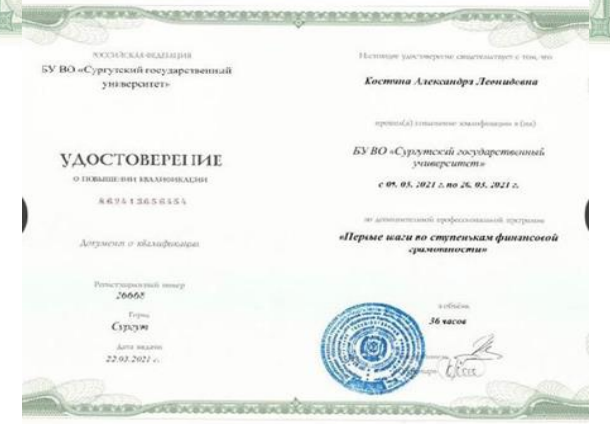 РОССИЙСКАЯ ФЕДЕРАЦИЯ
БУ ВО «Сургутский государственный
университет»
УДОСТОВЕРЕНИЕ
О ПОВЫШЕНИИ КВАЛИФИКАЦИИ
Документ о квалификации
Регистрационный номер
26668
Город
Сургут
Дата выдачи
22.03.2021 г.
Настоящее удостоверение свидетельствует о том, что
Костяна Александра Леонидовна
прошел(а) повышение квалификации в (на)
БУ ВО «Сургутский государственный
университет»
с 09. 03. 2021 г. по 26. 03. 2021 г.
по дополнительной профессиональной программе
«Первые шаги по ступенькам финансовой
грамотности»
в объёме
36 часов